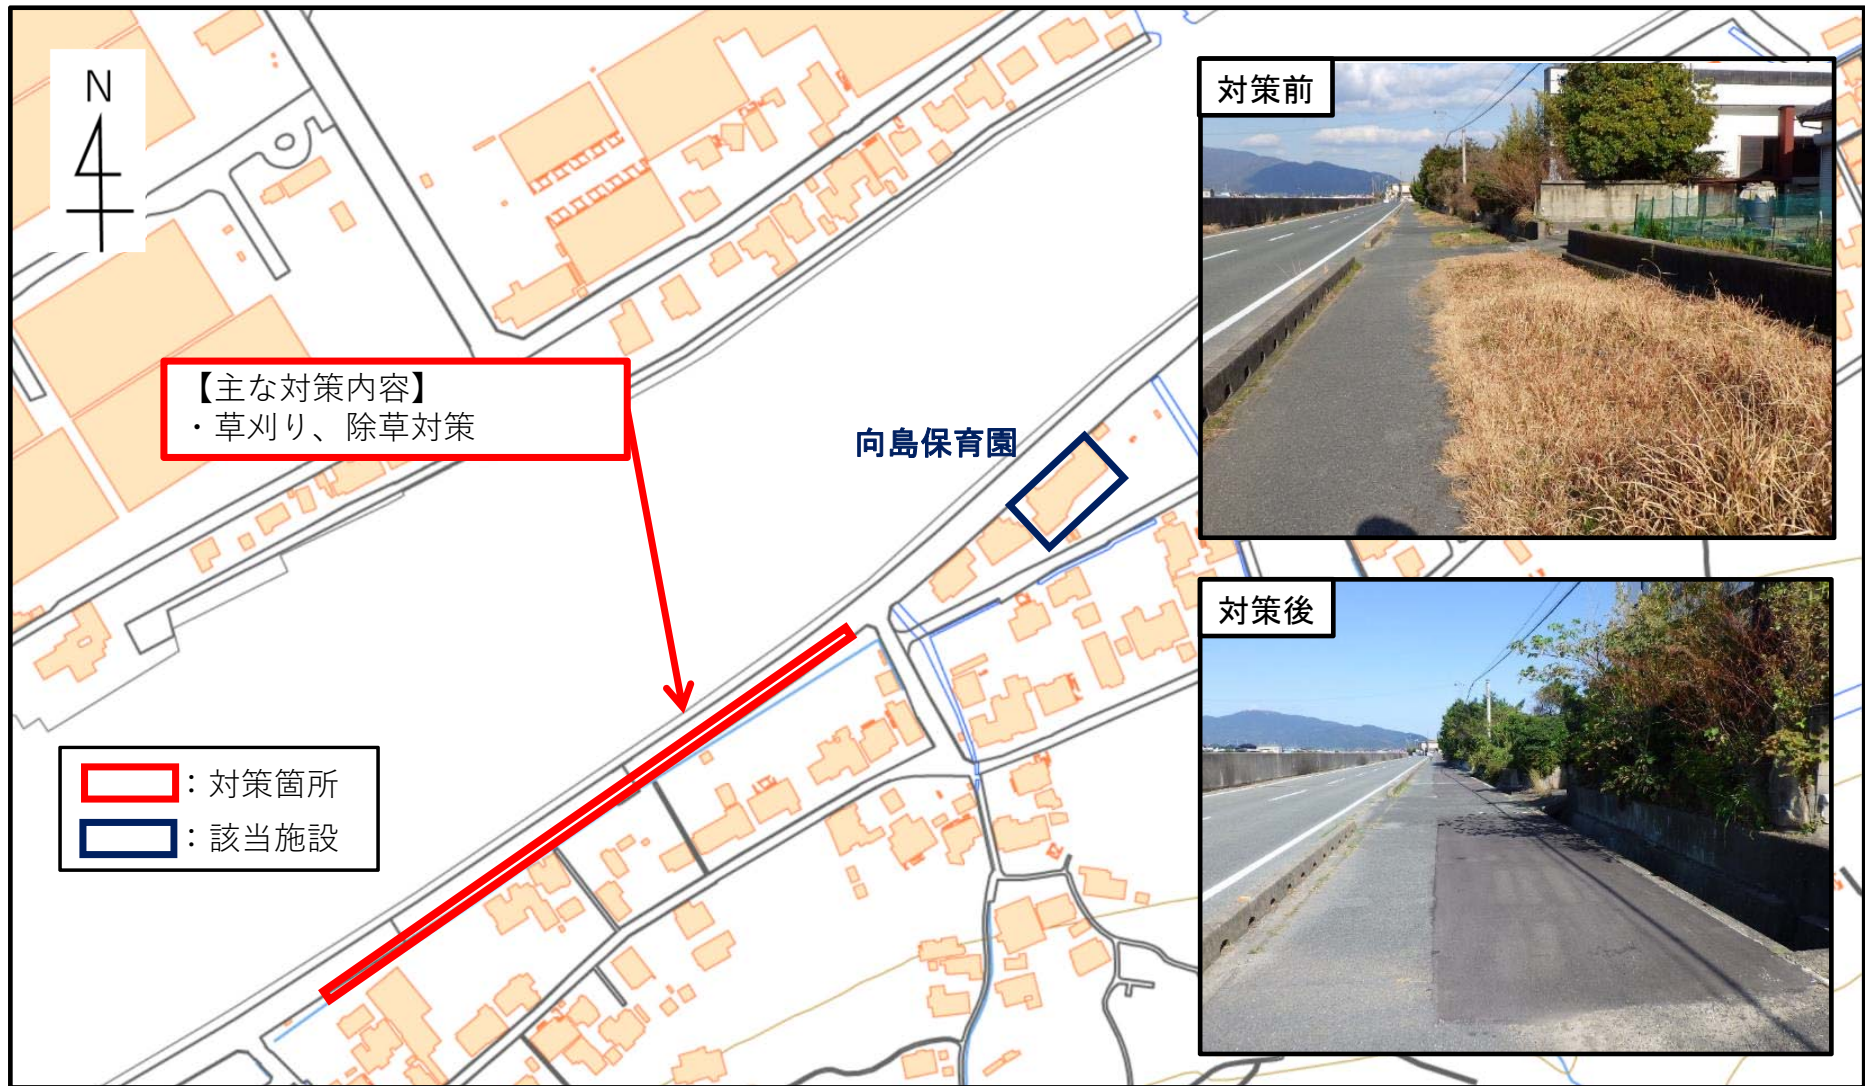 N
対策前
【主な対策内容】
・草刈り、除草対策
向島保育園
対策後
：対策箇所
：該当施設